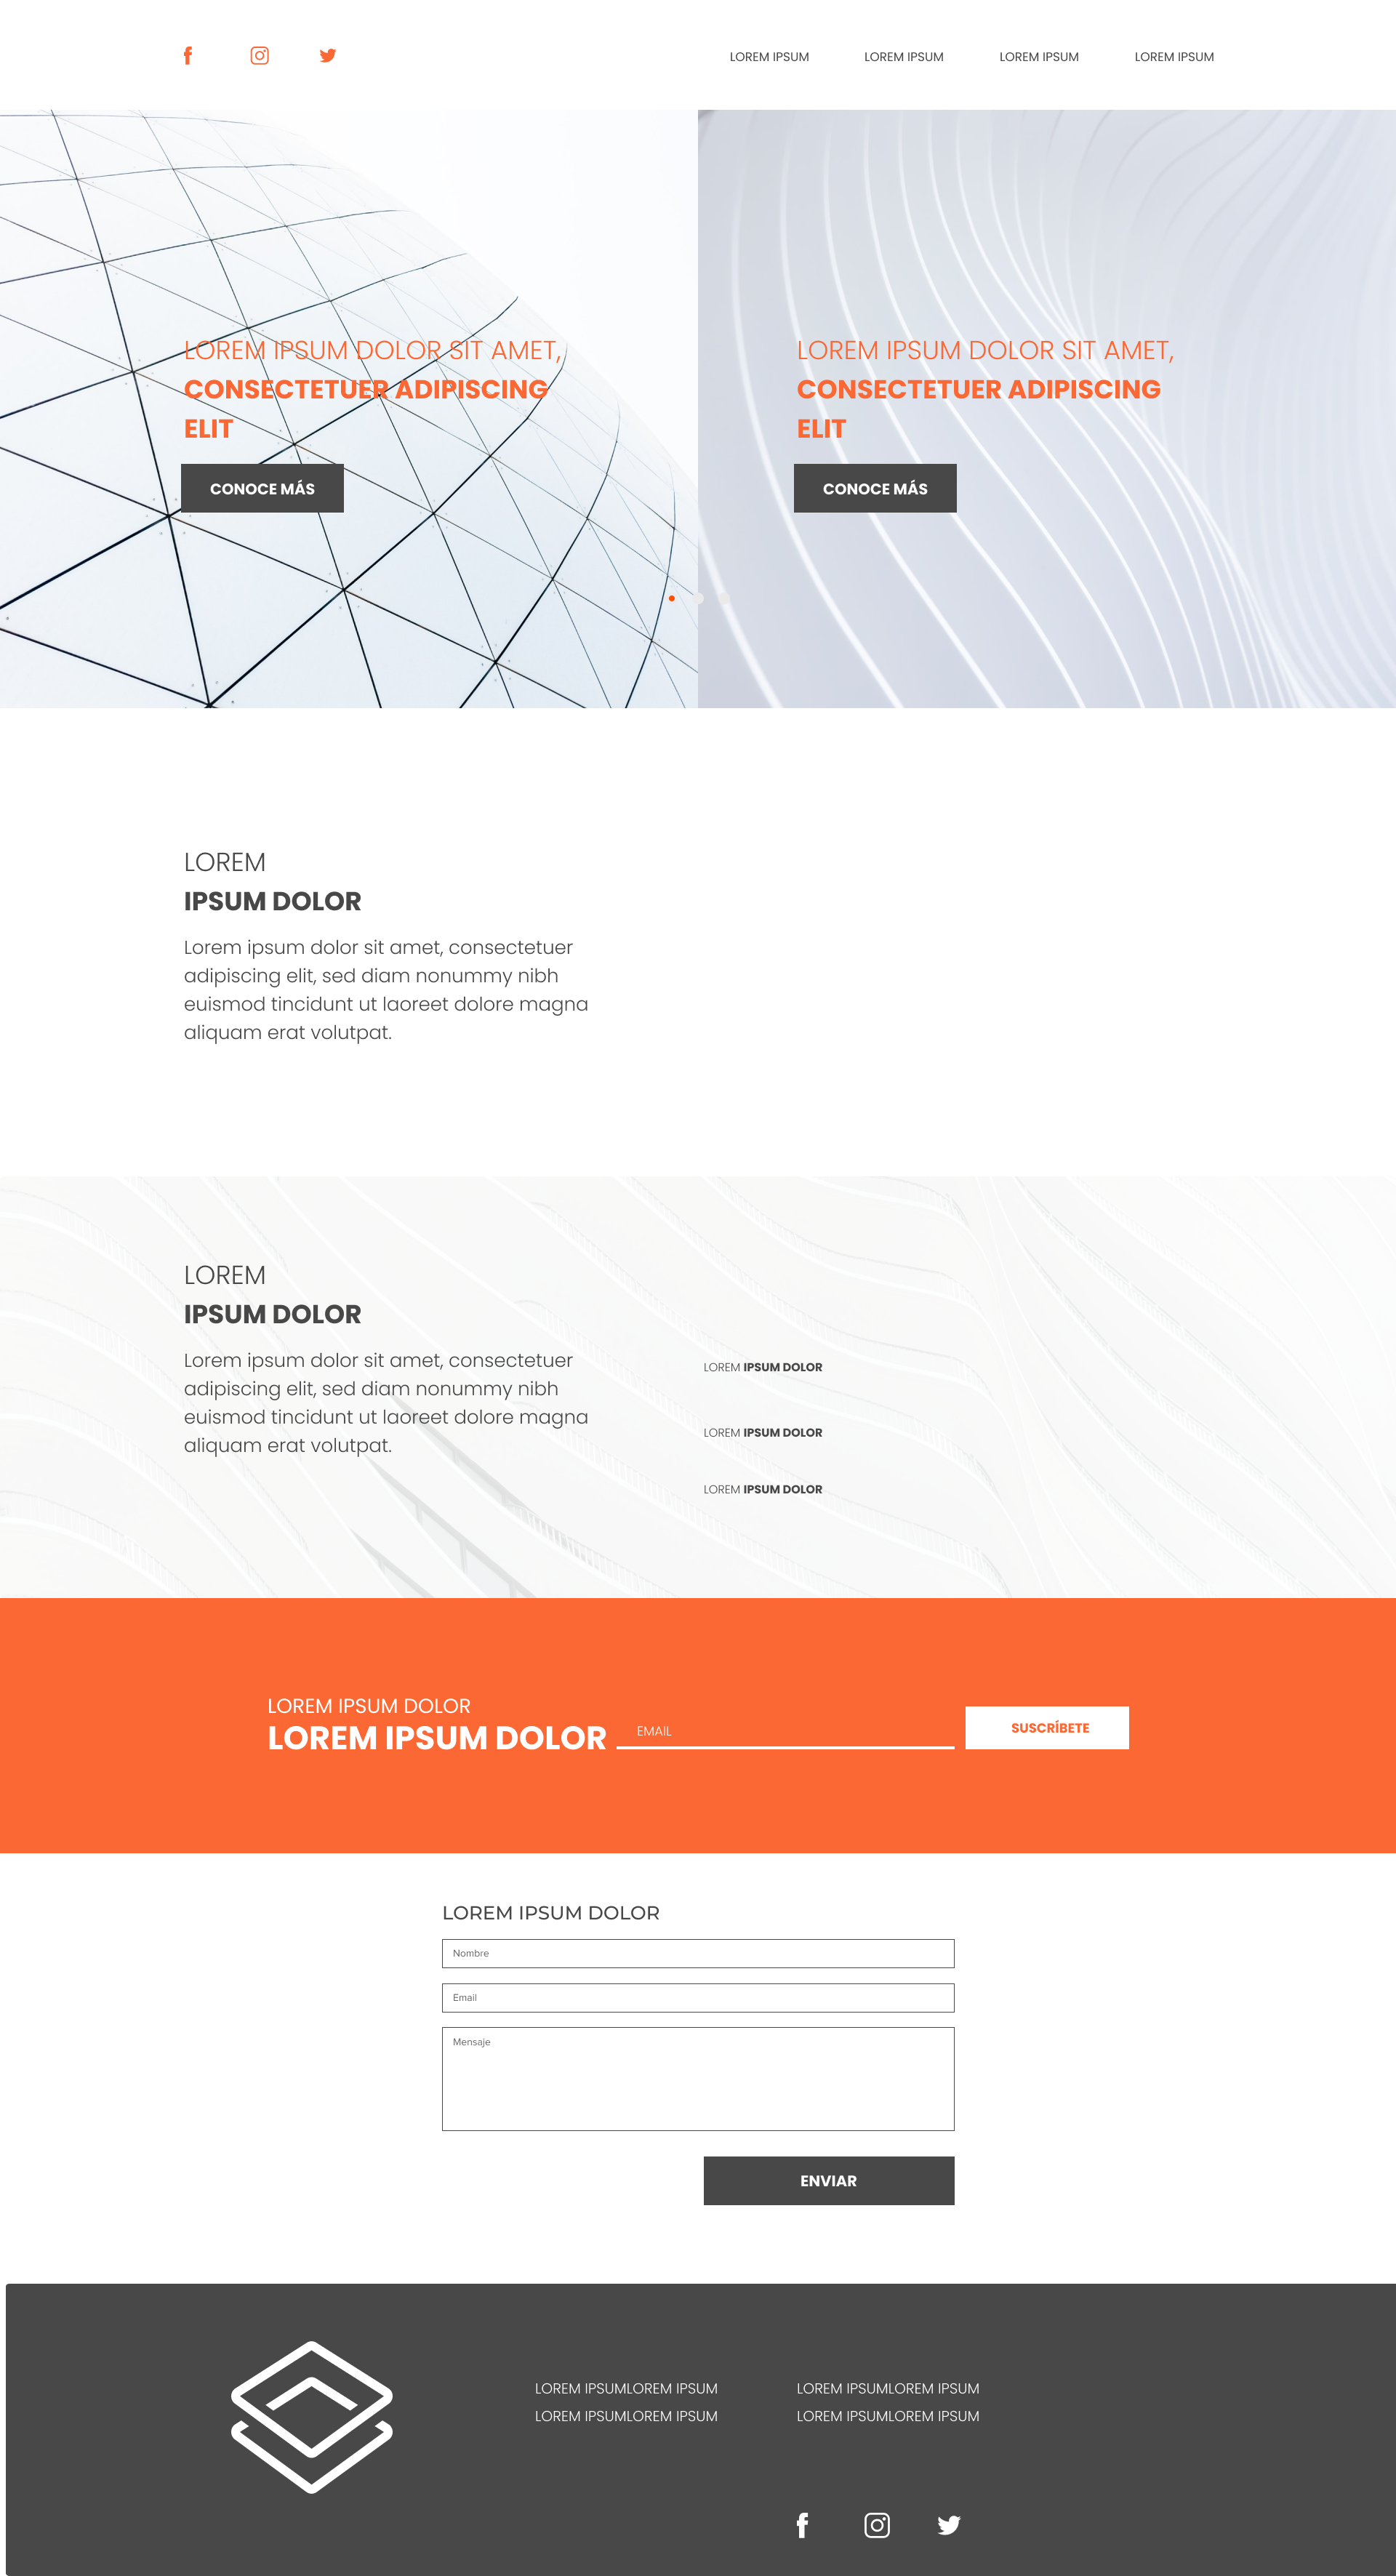 LOREM IPSUM LOREM IPSUM LOREM IPSUM LOREM IPSUM
LOREM IPSUM DOLOR SIT AMET,
CONSECTETUER ADIPISCING
ELIT
CONOCE MÁS
LOREM IPSUM DOLOR SIT AMET,
CONSECTETUER ADIPISCING
ELIT
CONOCE MÁS
LOREM
IPSUM DOLOR
Lorem ipsum dolor sit amet, consectetuer
adipiscing elit, sed diam nonummy nibh
euismod tincidunt ut laoreet dolore magna
aliquam erat volutpat.
LOREM
IPSUM DOLOR
Lorem ipsum dolor sit amet, consectetuer
adipiscing elit, sed diam nonummy nibh
euismod tincidunt ut laoreet dolore magna
aliquam erat volutpat.
LOREM IPSUM DOLOR
LOREM IPSUM DOLOR
LOREM IPSUM DOLOR
LOREM IPSUM DOLOR
LOREM IPSUM DOLOR
EMAIL
SUSCRÍBETE
LOREM IPSUM DOLOR
Nombre
Email
Mensaje
ENVIAR
LOREM IPSUMLOREM IPSUM
LOREM IPSUMLOREM IPSUM
LOREM IPSUMLOREM IPSUM
LOREM IPSUMLOREM IPSUM